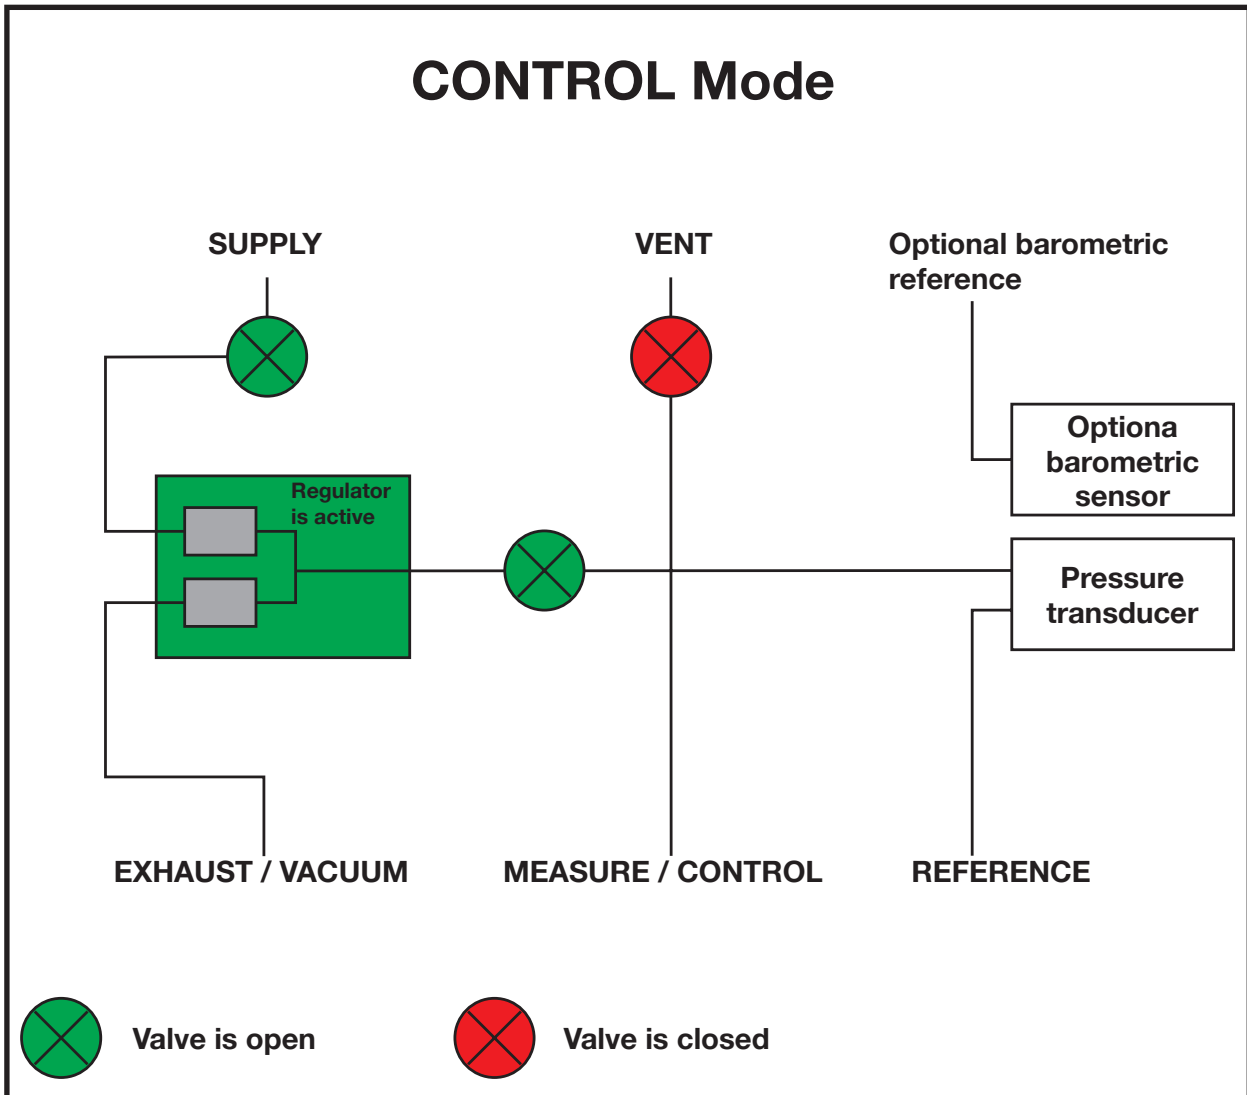 CONTROL Mode
SUPPLY
VENT
Optional barometric
reference
Optiona
barometric
sensor
Regulator
is active
Pressure
transducer
EXHAUST / VACUUM
MEASURE / CONTROL
REFERENCE
Valve is open
Valve is closed